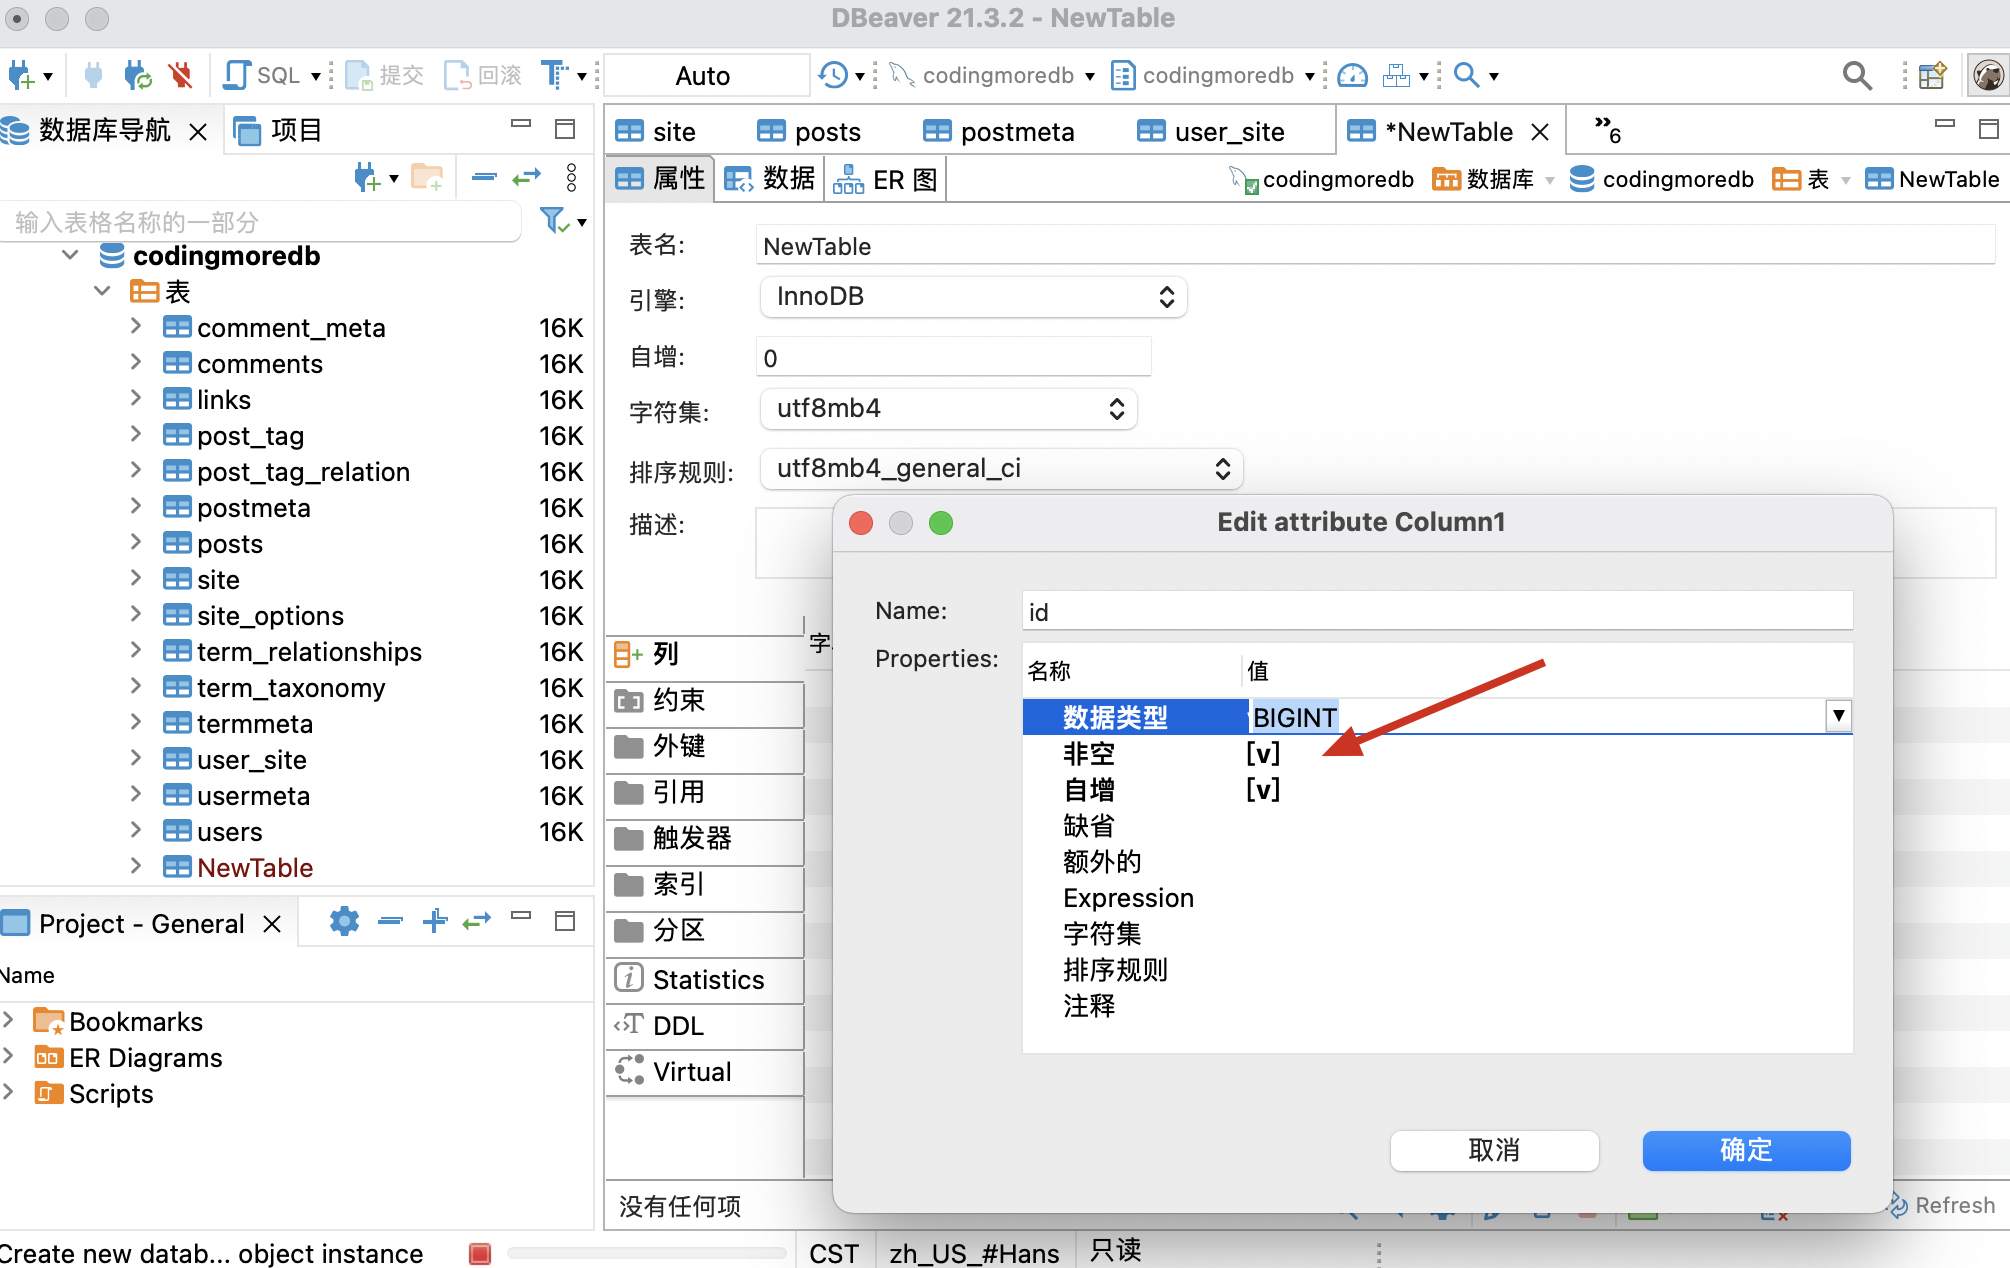 DBeaver 21.3.2 - NewTable
SQL 提交 回滚 Auto codingmoredb codingmoredb
数据库导航 项目
输入表格名称的一部分
codingmoredb
表
comment_meta 16K
comments 16K
links 16K
post_tag 16K
post_tag_relation 16K
postmeta 16K
posts 16K
site 16K
site_options 16K
term_relationships 16K
term_taxonomy 16K
termmeta 16K
user_site 16K
usermeta 16K
users 16K
NewTable
Project - General
Name
Bookmarks
ER Diagrams
Scripts
site posts postmeta user_site *NewTable »6
属性 数据 ER 图 codingmoredb 数据库 codingmoredb 表 NewTable
表名: NewTable
引擎: InnoDB
自增: 0
字符集: utf8mb4
排序规则: utf8mb4_general_ci
描述:
列
约束
外键
引用
触发器
索引
分区
Statistics
DDL
Virtual
字
没有任何项
Refresh
Edit attribute Column1
Name: id
Properties:
名称 值
数据类型 BIGINT
非空 [v]
自增 [v]
缺省
额外的
Expression
字符集
排序规则
注释
取消 确定
Create new datab... object instance CST zh_US_#Hans 只读